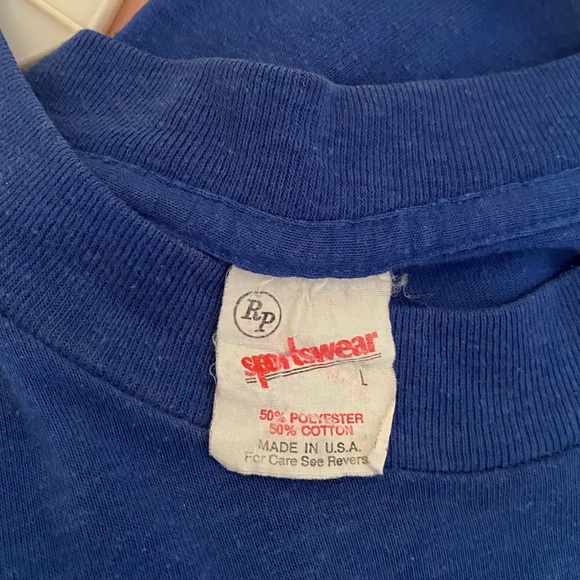 RP
sportswear
L
50% POLYESTER
50% COTTON
MADE IN U.S.A.
For Care See Revers